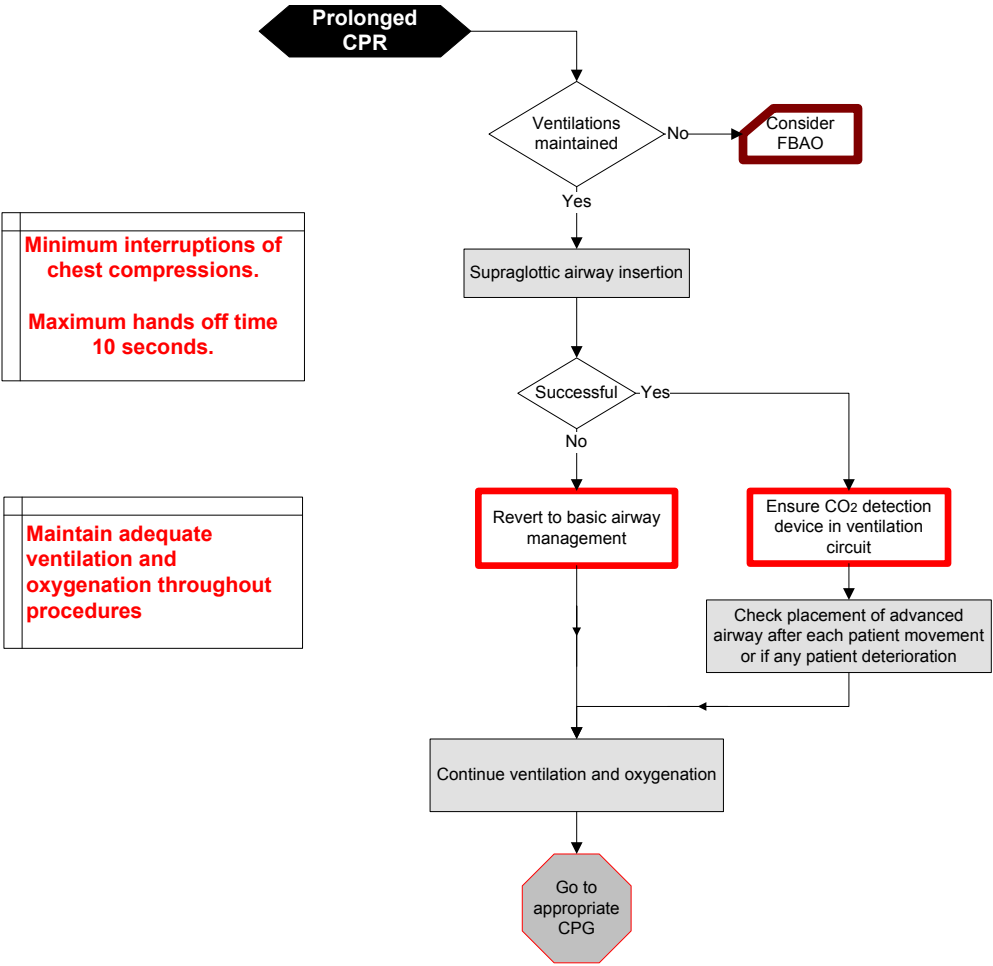 Prolonged
CPR
Ventilations
maintained
No
Consider
FBAO
Yes
Minimum interruptions of
chest compressions.
Maximum hands off time
10 seconds.
Supraglottic airway insertion
Successful
Yes
No
Revert to basic airway
management
Ensure CO2 detection
device in ventilation
circuit
Maintain adequate
ventilation and
oxygenation throughout
procedures
Check placement of advanced
airway after each patient movement
or if any patient deterioration
Continue ventilation and oxygenation
Go to
appropriate
CPG